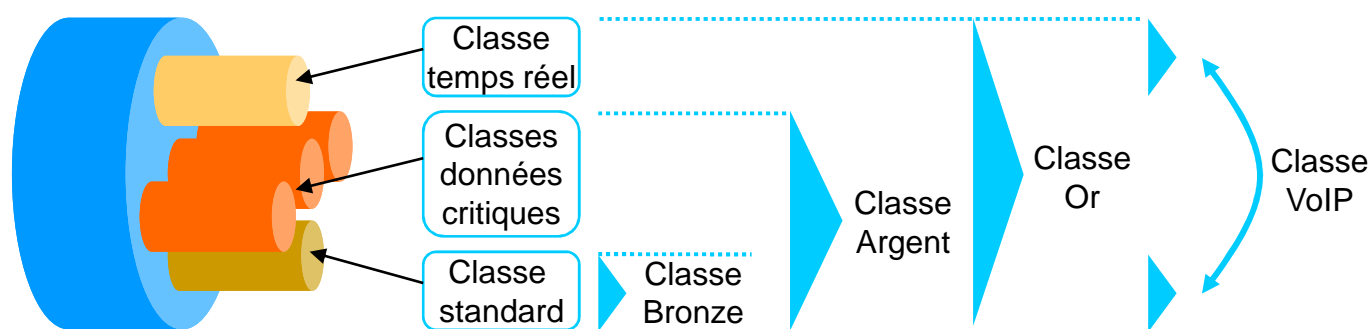 Classe
temps réel
Classes
données
critiques
Classe
standard
Classe
Bronze
Classe
Argent
Classe
Or
Classe
VoIP